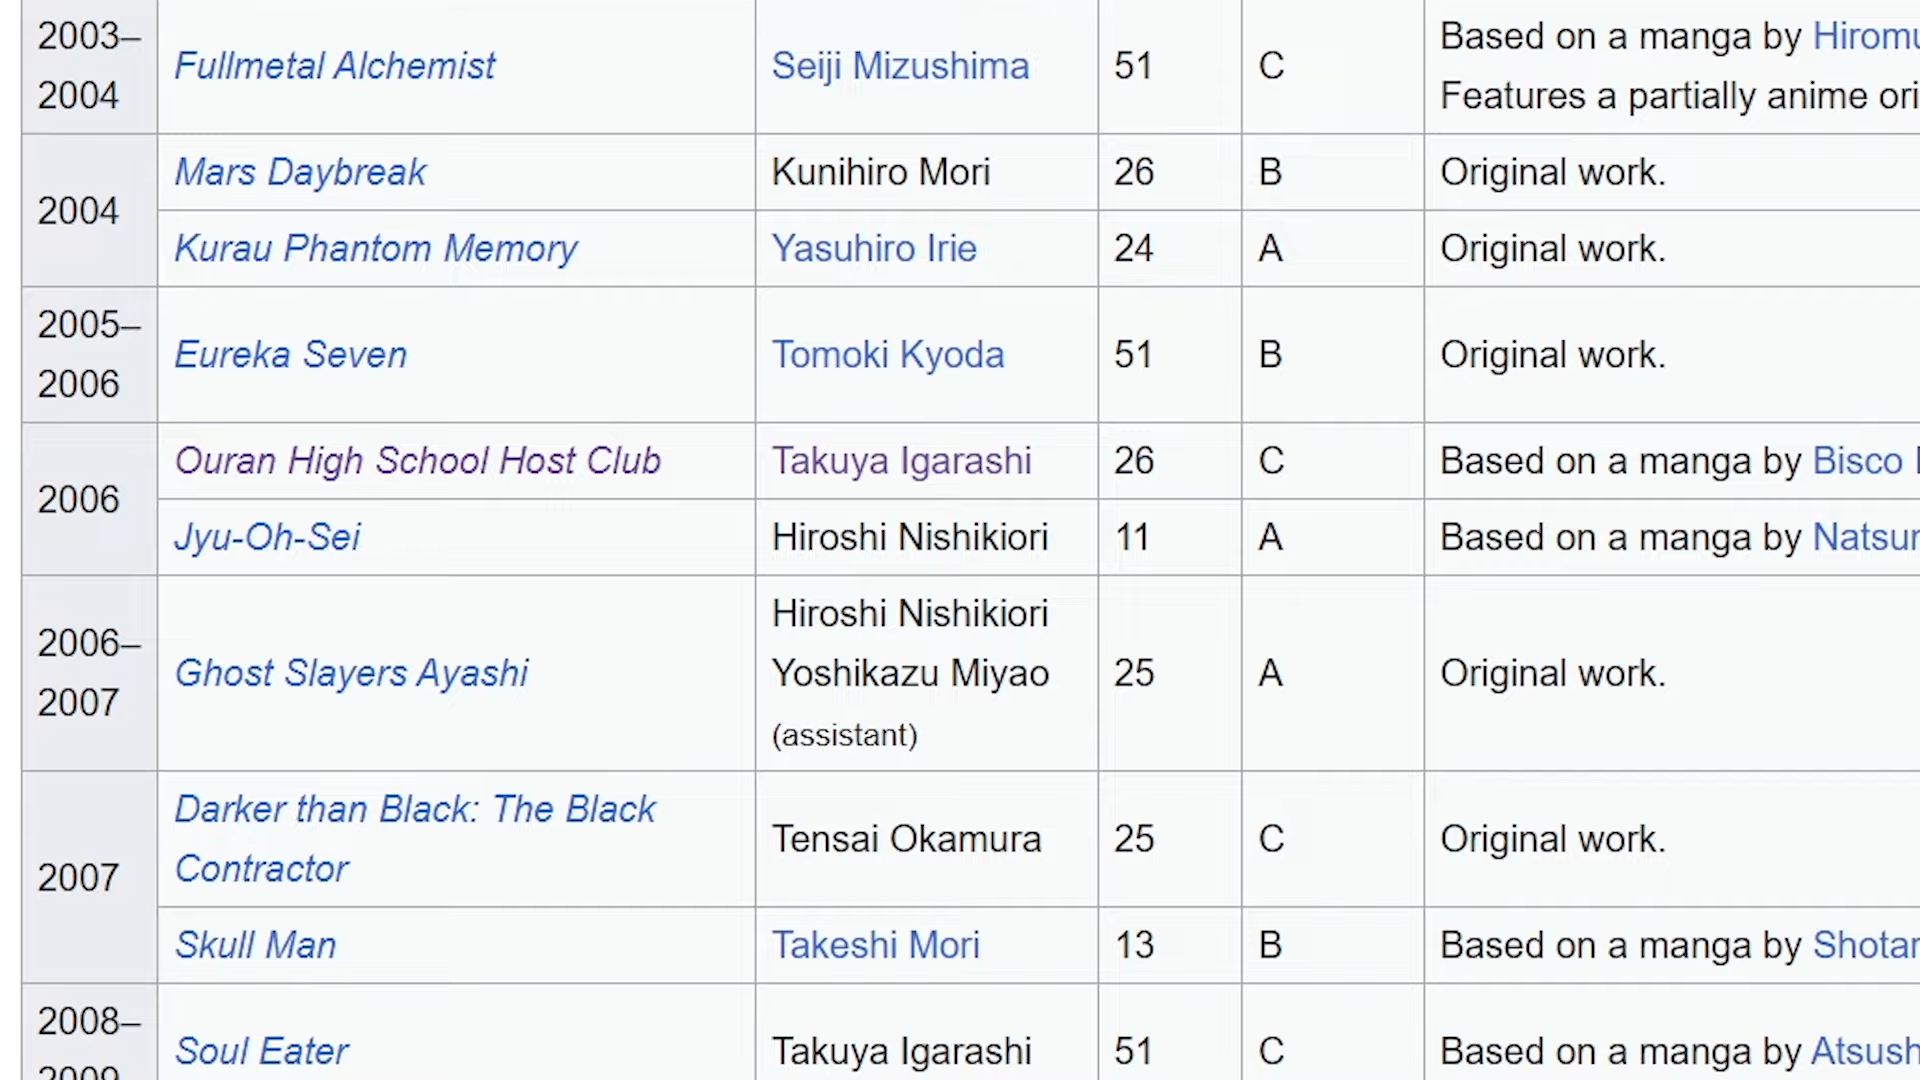 2003–
2004
Fullmetal Alchemist
Seiji Mizushima
51
C
Based on a manga by
Features a partially anime
2004
Mars Daybreak
Kunihiro Mori
26
B
Original work.
Kurau Phantom Memory
Yasuhiro Irie
24
A
Original work.
2005–
2006
Eureka Seven
Tomoki Kyoda
51
B
Original work.
2006
Ouran High School Host Club
Takuya Igarashi
26
C
Based on a manga by Bisco
Jyu-Oh-Sei
Hiroshi Nishikiori
11
A
Based on a manga by
2006–
2007
Ghost Slayers Ayashi
Hiroshi Nishikiori
Yoshikazu Miyao
(assistant)
25
A
Original work.
2007
Darker than Black: The Black
Contractor
Tensai Okamura
25
C
Original work.
Skull Man
Takeshi Mori
13
B
Based on a manga by
2008–
2009
Soul Eater
Takuya Igarashi
51
C
Based on a manga by